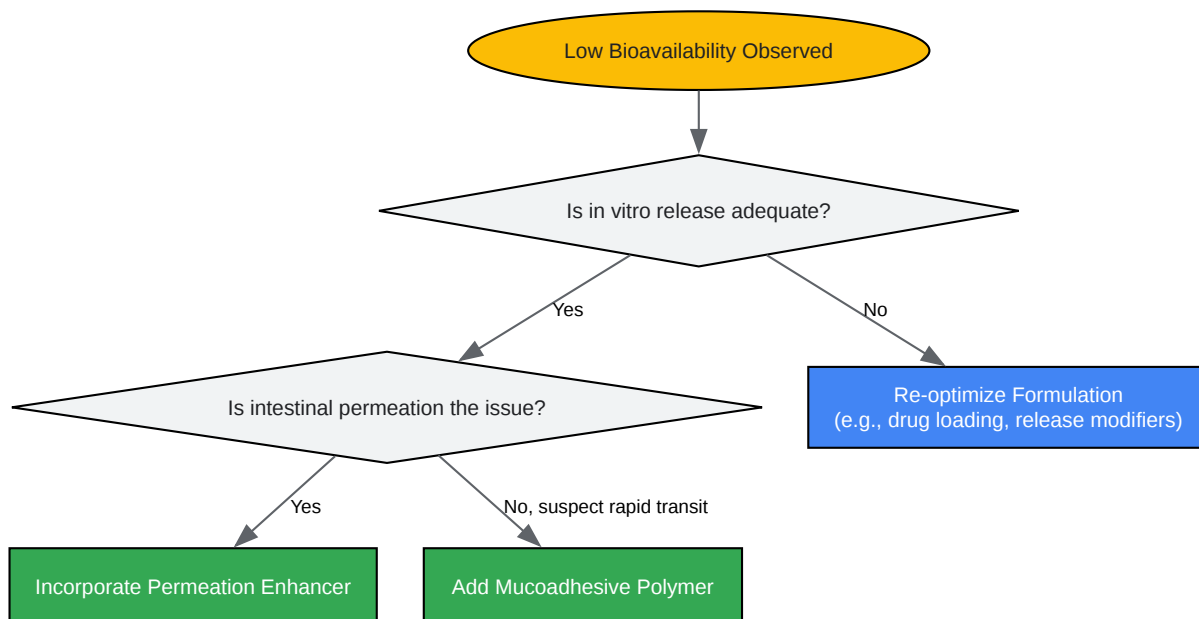 Low Bioavailability Observed
Is in vitro release adequate?
Yes
No
Is intestinal permeation the issue?
Re-optimize Formulation
(e.g., drug loading, release modifiers)
Yes
No, suspect rapid transit
Incorporate Permeation Enhancer
Add Mucoadhesive Polymer